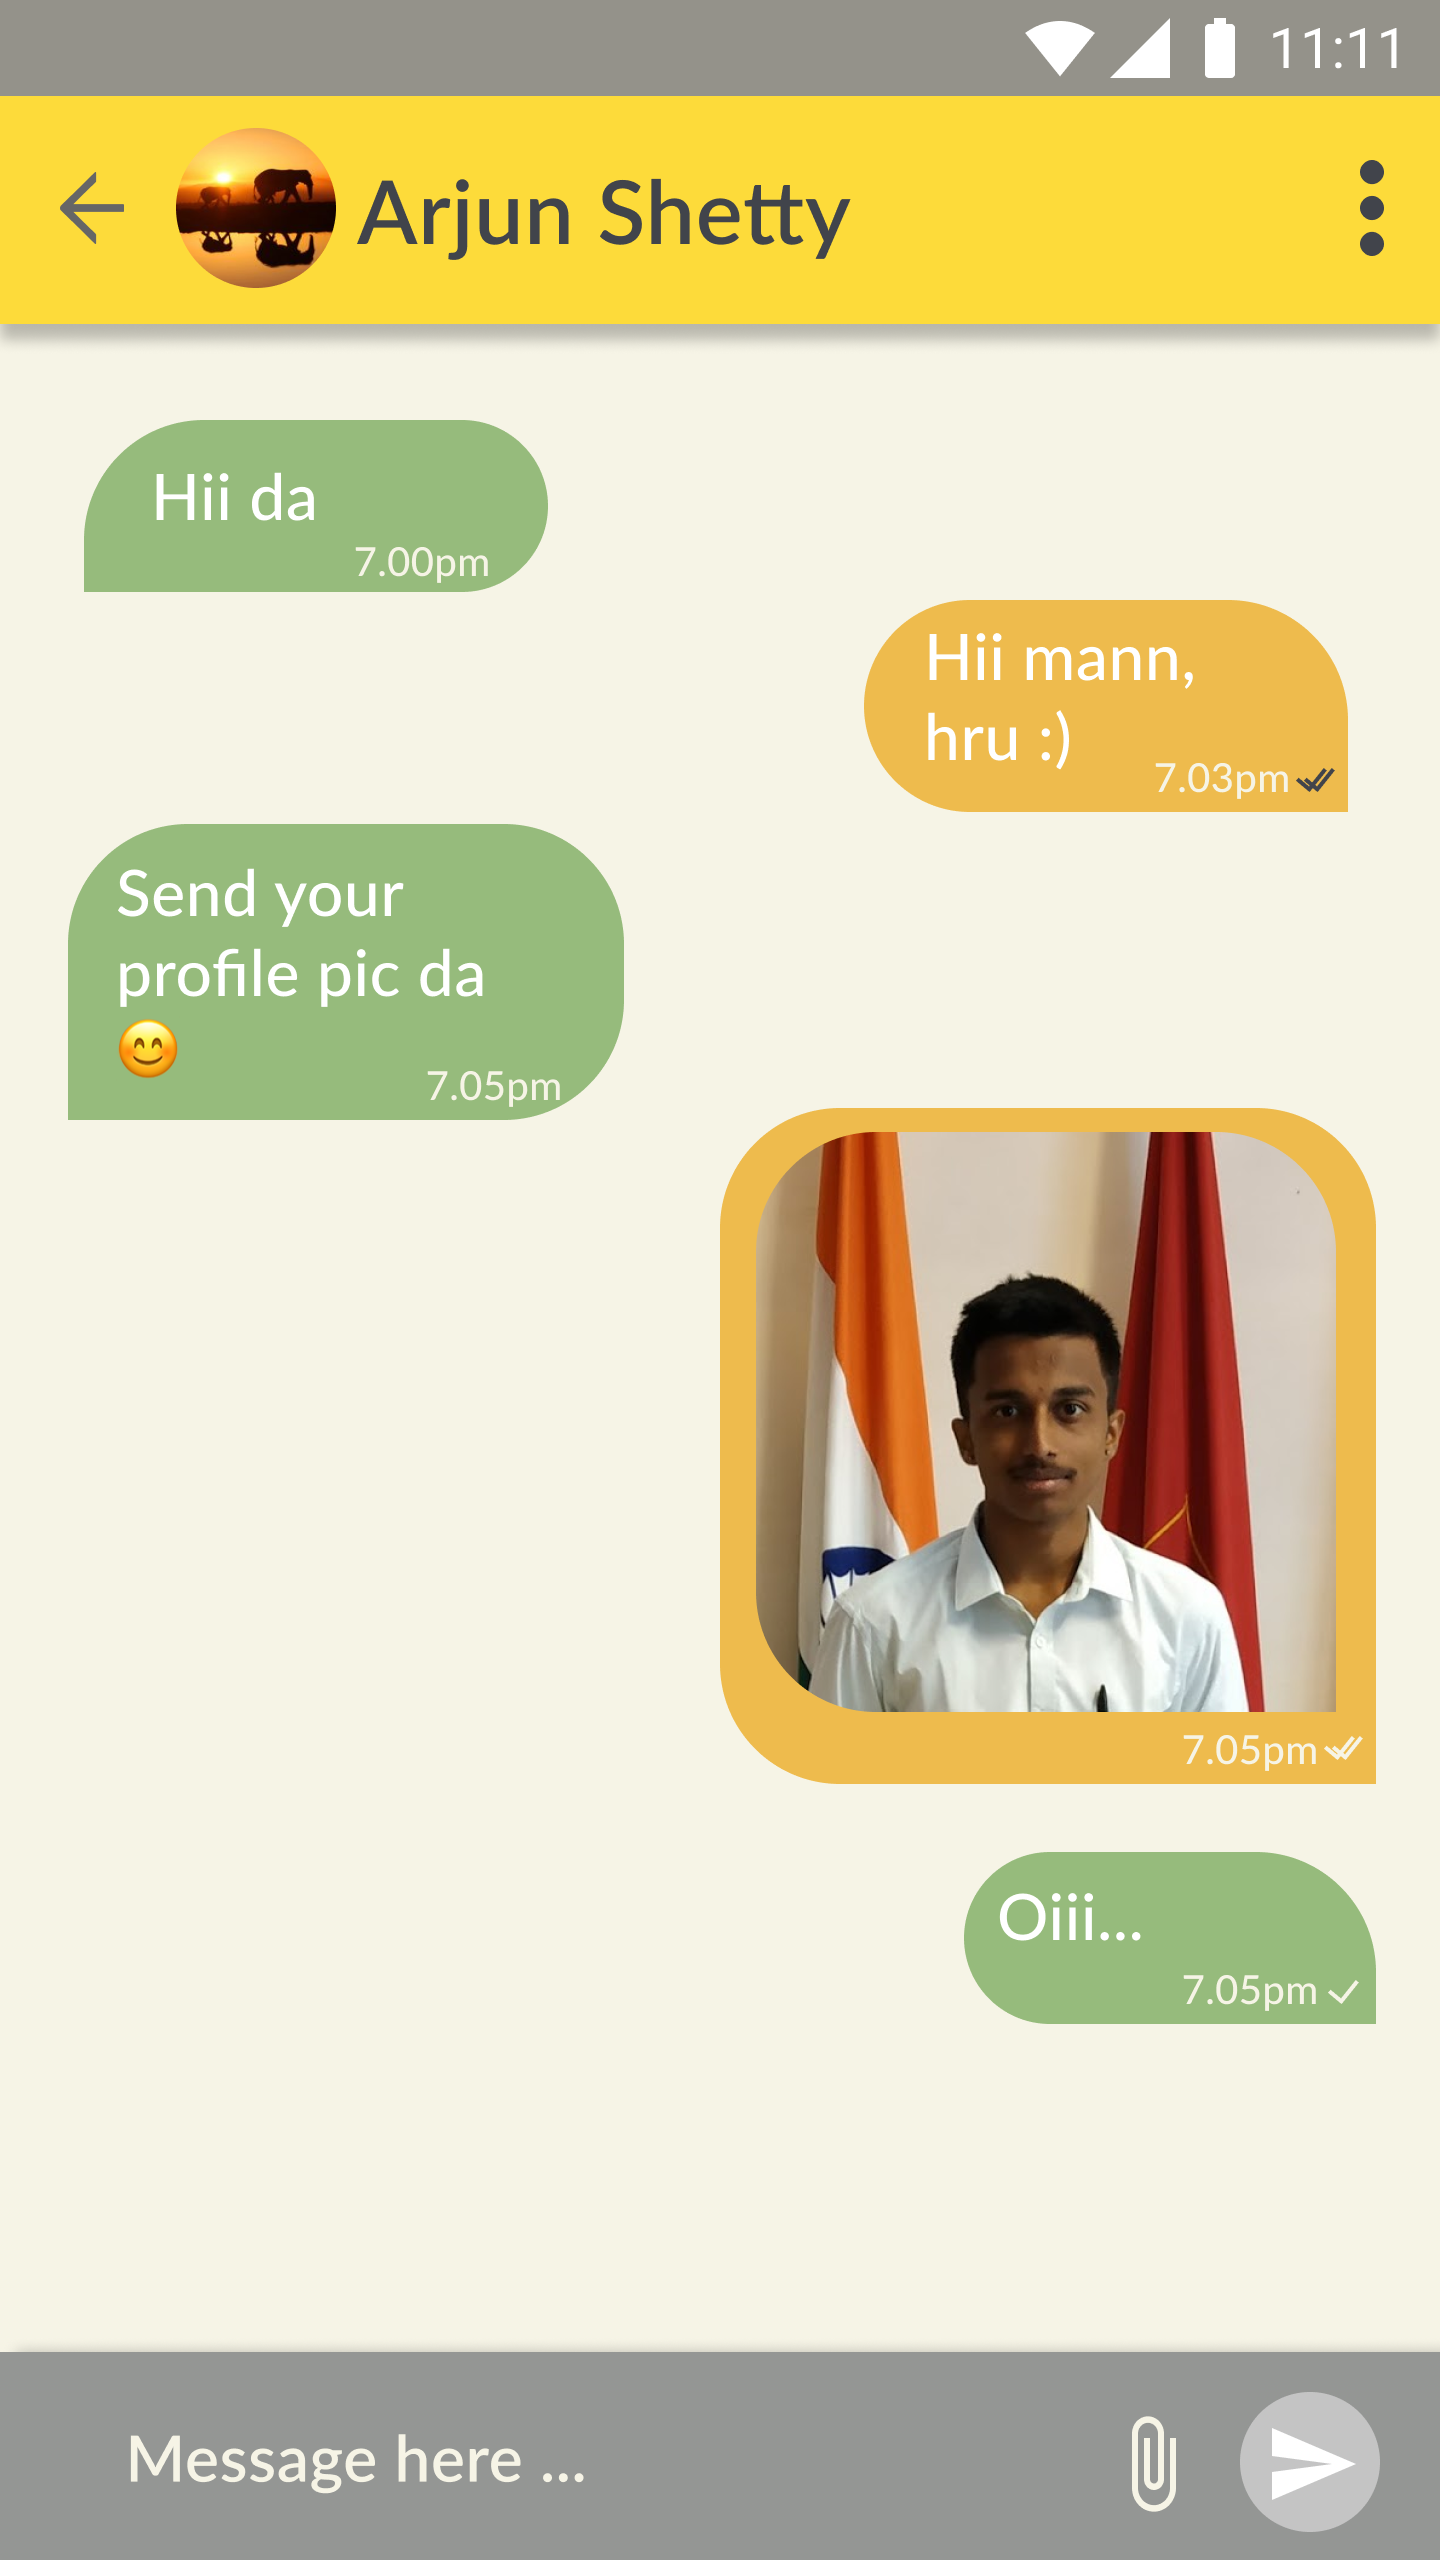 11:11
Arjun Shetty
Hii da
7.00pm
Hii mann,
hru :)
7.03pm
Send your
profile pic da
😊
7.05pm
7.05pm
Oiii...
7.05pm
Message here ...